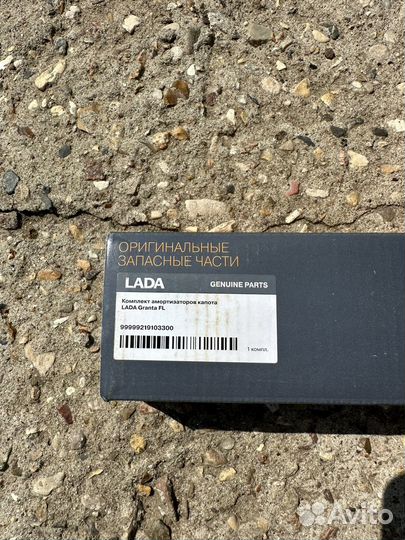 ОРИГИНАЛЬНЫЕ
ЗАПАСНЫЕ ЧАСТИ
LADA
GENUINE PARTS
Комплект амортизаторов капота
LADA Granta FL
99999219103300
1 компл.
Avito